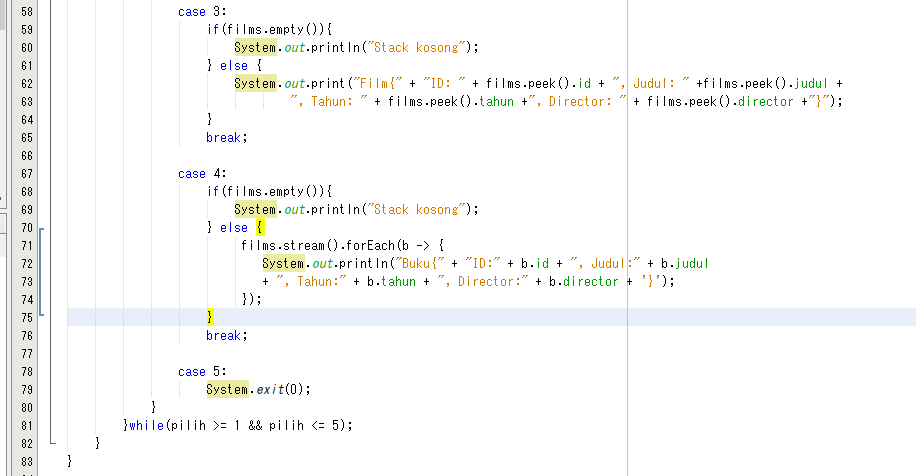 58 case 3:
59 if(films.empty()){
60 System.out.println("Stack kosong");
61 } else {
62 System.out.print("Film{" + "ID: " + films.peek().id + ", Judul: " +films.peek().judul +
63 ", Tahun: " + films.peek().tahun +", Director: " + films.peek().director +"}");
64 }
65 break;
66
67 case 4:
68 if(films.empty()){
69 System.out.println("Stack kosong");
70 } else {
71 films.stream().forEach(b -> {
72 System.out.println("Buku{" + "ID:" + b.id + ", Judul:" + b.judul
73 + ", Tahun:" + b.tahun + ", Director:" + b.director + '}');
74 });
75 }
76 break;
77
78 case 5:
79 System.exit(0);
80 }
81 }while(pilih >= 1 && pilih <= 5);
82 }
83 }